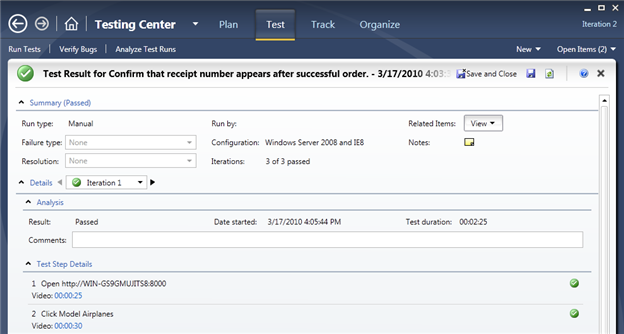 Testing Center Plan Test Track Organize Iteration 2
Run Tests Verify Bugs Analyze Test Runs New Open Items (2)
Test Result for Confirm that receipt number appears after successful order. - 3/17/2010 4:03: Save and Close
Summary (Passed)
Run type: Manual Run by: Related Items: View
Failure type: None Configuration: Windows Server 2008 and IE8 Notes:
Resolution: None Iterations: 3 of 3 passed
Details Iteration 1
Analysis
Result: Passed Date started: 3/17/2010 4:05:44 PM Test duration: 00:02:25
Comments:
Test Step Details
1 Open http://WIN-GS9GMUJITS8:8000
Video: 00:00:25
2 Click Model Airplanes
Video: 00:00:30